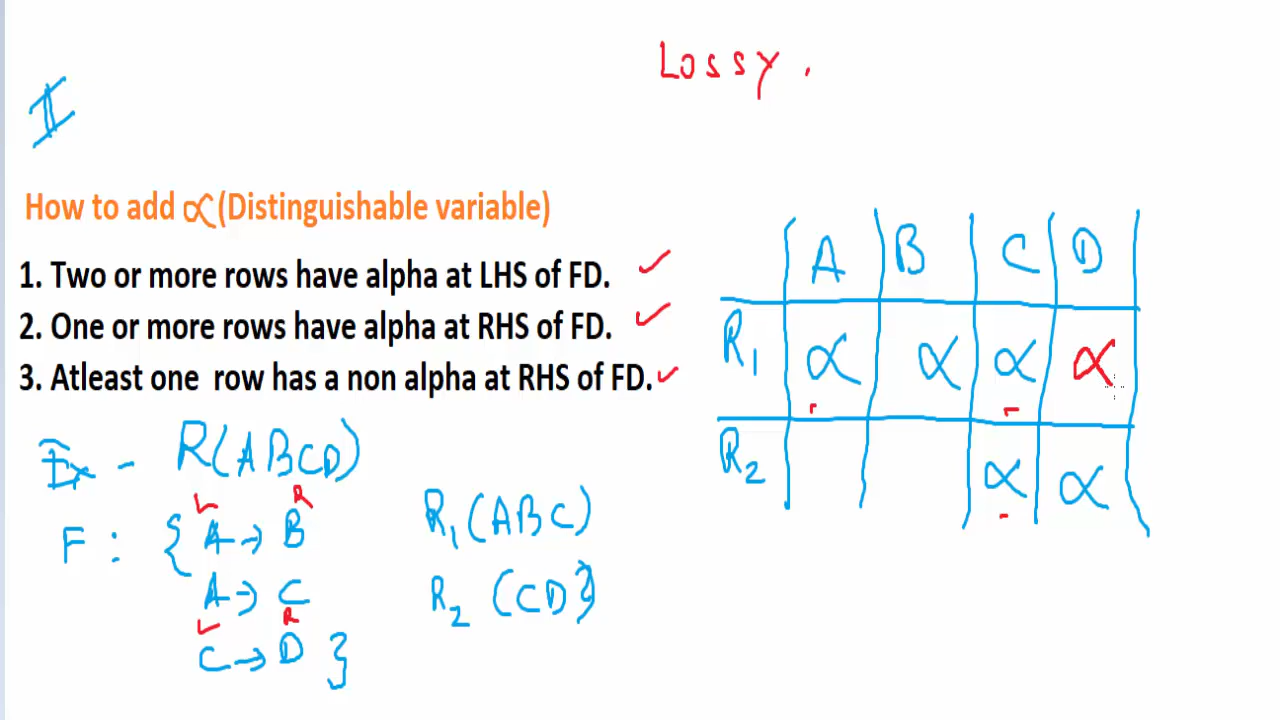 Lossy.
I
How to add ∝(Distinguishable variable)
1. Two or more rows have alpha at LHS of FD. ✓
2. One or more rows have alpha at RHS of FD. ✓
3. Atleast one row has a non alpha at RHS of FD. ✓
Ex - R(ABCD)
F : { A → B
A → C
C → D }
L R
L R
R1(ABC)
R2 (CD}
A B C D
R1 ∝ ∝ ∝ ∝
R2 ∝ ∝